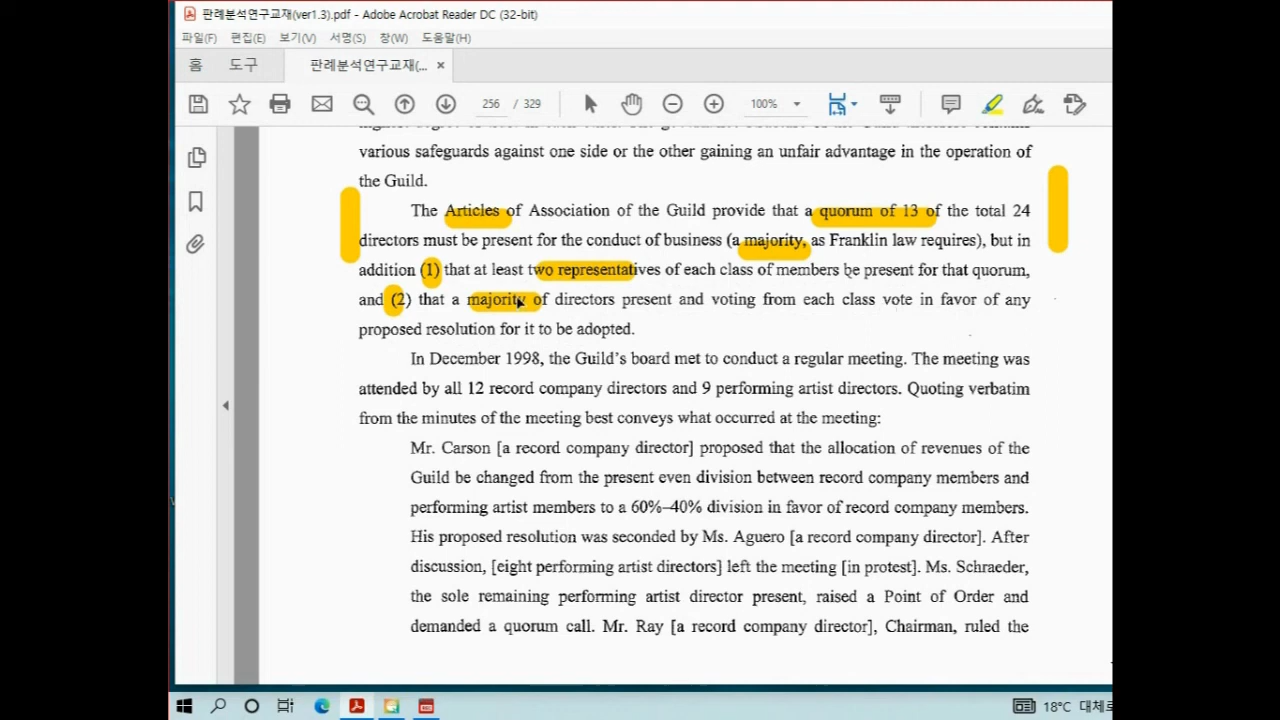 판례분석연구교재(ver1.3).pdf - Adobe Acrobat Reader DC (32-bit)
파일(F) 편집(E) 보기(V) 서명(S) 창(W) 도움말(H)
홈 도구 판례분석연구교재(... ×
256 / 329 100%
various safeguards against one side or the other gaining an unfair advantage in the operation of
the Guild.
The Articles of Association of the Guild provide that a quorum of 13 of the total 24
directors must be present for the conduct of business (a majority, as Franklin law requires), but in
addition (1) that at least two representatives of each class of members be present for that quorum,
and (2) that a majority of directors present and voting from each class vote in favor of any
proposed resolution for it to be adopted.
In December 1998, the Guild's board met to conduct a regular meeting. The meeting was
attended by all 12 record company directors and 9 performing artist directors. Quoting verbatim
from the minutes of the meeting best conveys what occurred at the meeting:
Mr. Carson [a record company director] proposed that the allocation of revenues of the
Guild be changed from the present even division between record company members and
performing artist members to a 60%–40% division in favor of record company members.
His proposed resolution was seconded by Ms. Aguero [a record company director]. After
discussion, [eight performing artist directors] left the meeting [in protest]. Ms. Schraeder,
the sole remaining performing artist director present, raised a Point of Order and
demanded a quorum call. Mr. Ray [a record company director], Chairman, ruled the
18°C 대체로